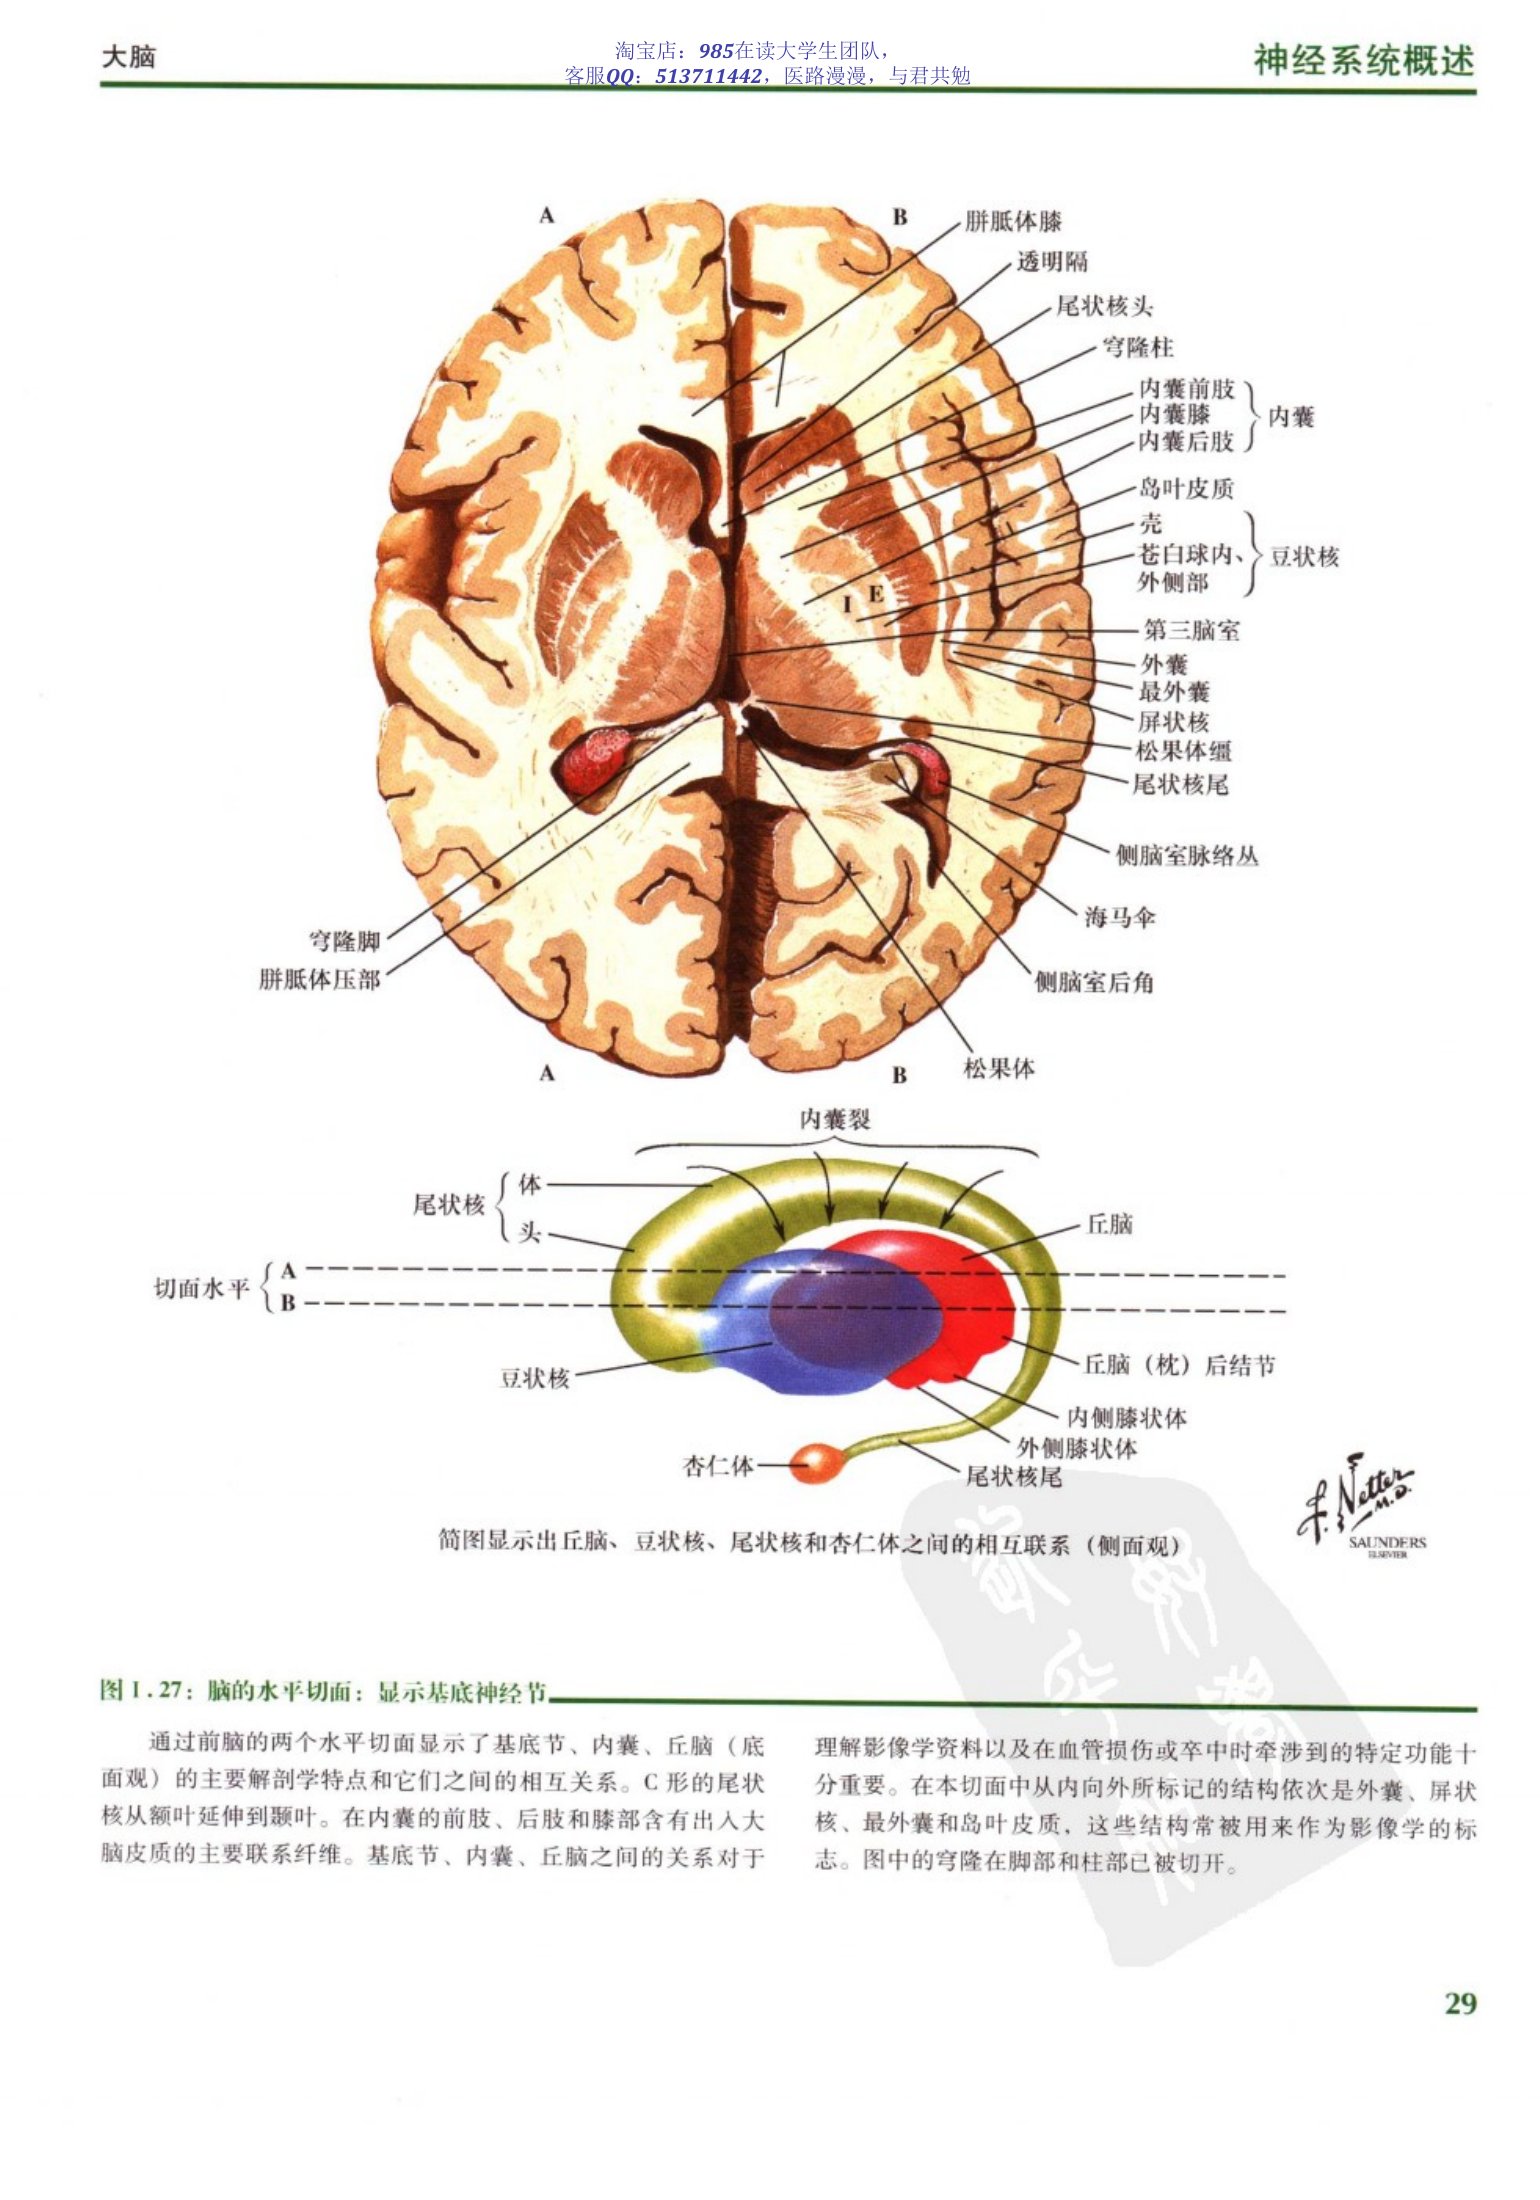 大脑
淘宝店：985在读大学生团队，
客服QQ：513711442，医路漫漫，与君共勉
神经系统概述
A
B
胼胝体膝
透明隔
尾状核头
穹隆柱
内囊前肢
内囊膝
内囊后肢
内囊
岛叶皮质
壳
苍白球内、
外侧部
豆状核
I
E
第三脑室
外囊
最外囊
屏状核
松果体缰
尾状核尾
侧脑室脉络丛
海马伞
侧脑室后角
松果体
穹隆脚
胼胝体压部
A
B
内囊裂
尾状核
体
头
丘脑
切面水平
A
B
豆状核
丘脑（枕）后结节
内侧膝状体
外侧膝状体
尾状核尾
杏仁体
简图显示出丘脑、豆状核、尾状核和杏仁体之间的相互联系（侧面观）
F. Netter
M.D.
SAUNDERS
ELSEVIER
图 I.27：脑的水平切面：显示基底神经节
通过前脑的两个水平切面显示了基底节、内囊、丘脑（底
面观）的主要解剖学特点和它们之间的相互关系。C 形的尾状
核从额叶延伸到颞叶。在内囊的前肢、后肢和膝部含有出入大
脑皮质的主要联系纤维。基底节、内囊、丘脑之间的关系对于
理解影像学资料以及在血管损伤或卒中时牵涉到的特定功能十
分重要。在本切面中从内向外所标记的结构依次是外囊、屏状
核、最外囊和岛叶皮质，这些结构常被用来作为影像学的标
志。图中的穹隆在脚部和柱部已被切开。
29